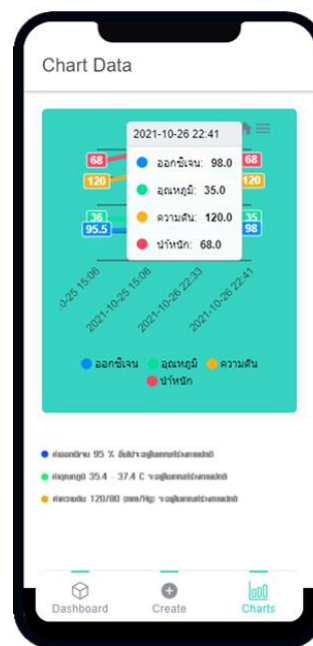 Chart Data
2021-10-26 22:41
ออกซิเจน: 98.0
อุณหภูมิ: 35.0
ความดัน: 120.0
น้ำหนัก: 68.0
68
68
120
120
36
35
95.5
98
10-25 15:06
2021-10-25 15:06
2021-10-26 22:33
2021-10-26 22:41
ออกซิเจน อุณหภูมิ ความดัน
น้ำหนัก
95 %
35.4 - 37.4 C
120/80 (mm/Hg)
Dashboard Create Charts